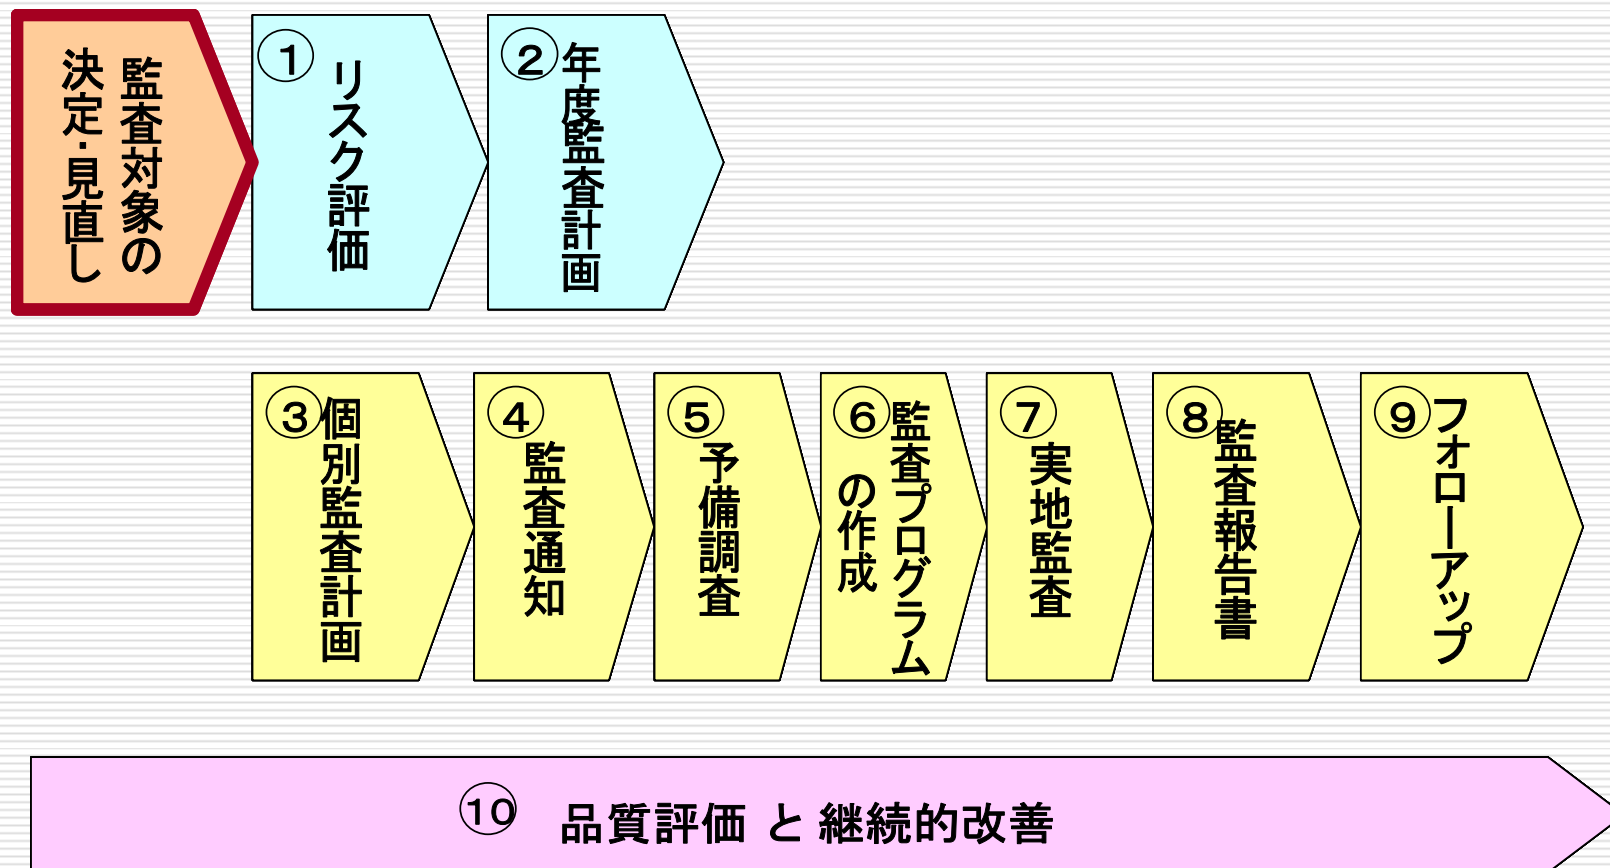 監査対象の
決定・見直し
① リスク評価
② 年度監査計画
③ 個別監査計画
④ 監査通知
⑤ 予備調査
⑥ 監査プログラム
の作成
⑦ 実地監査
⑧ 監査報告書
⑨ フォローアップ
⑩ 品質評価 と 継続的改善